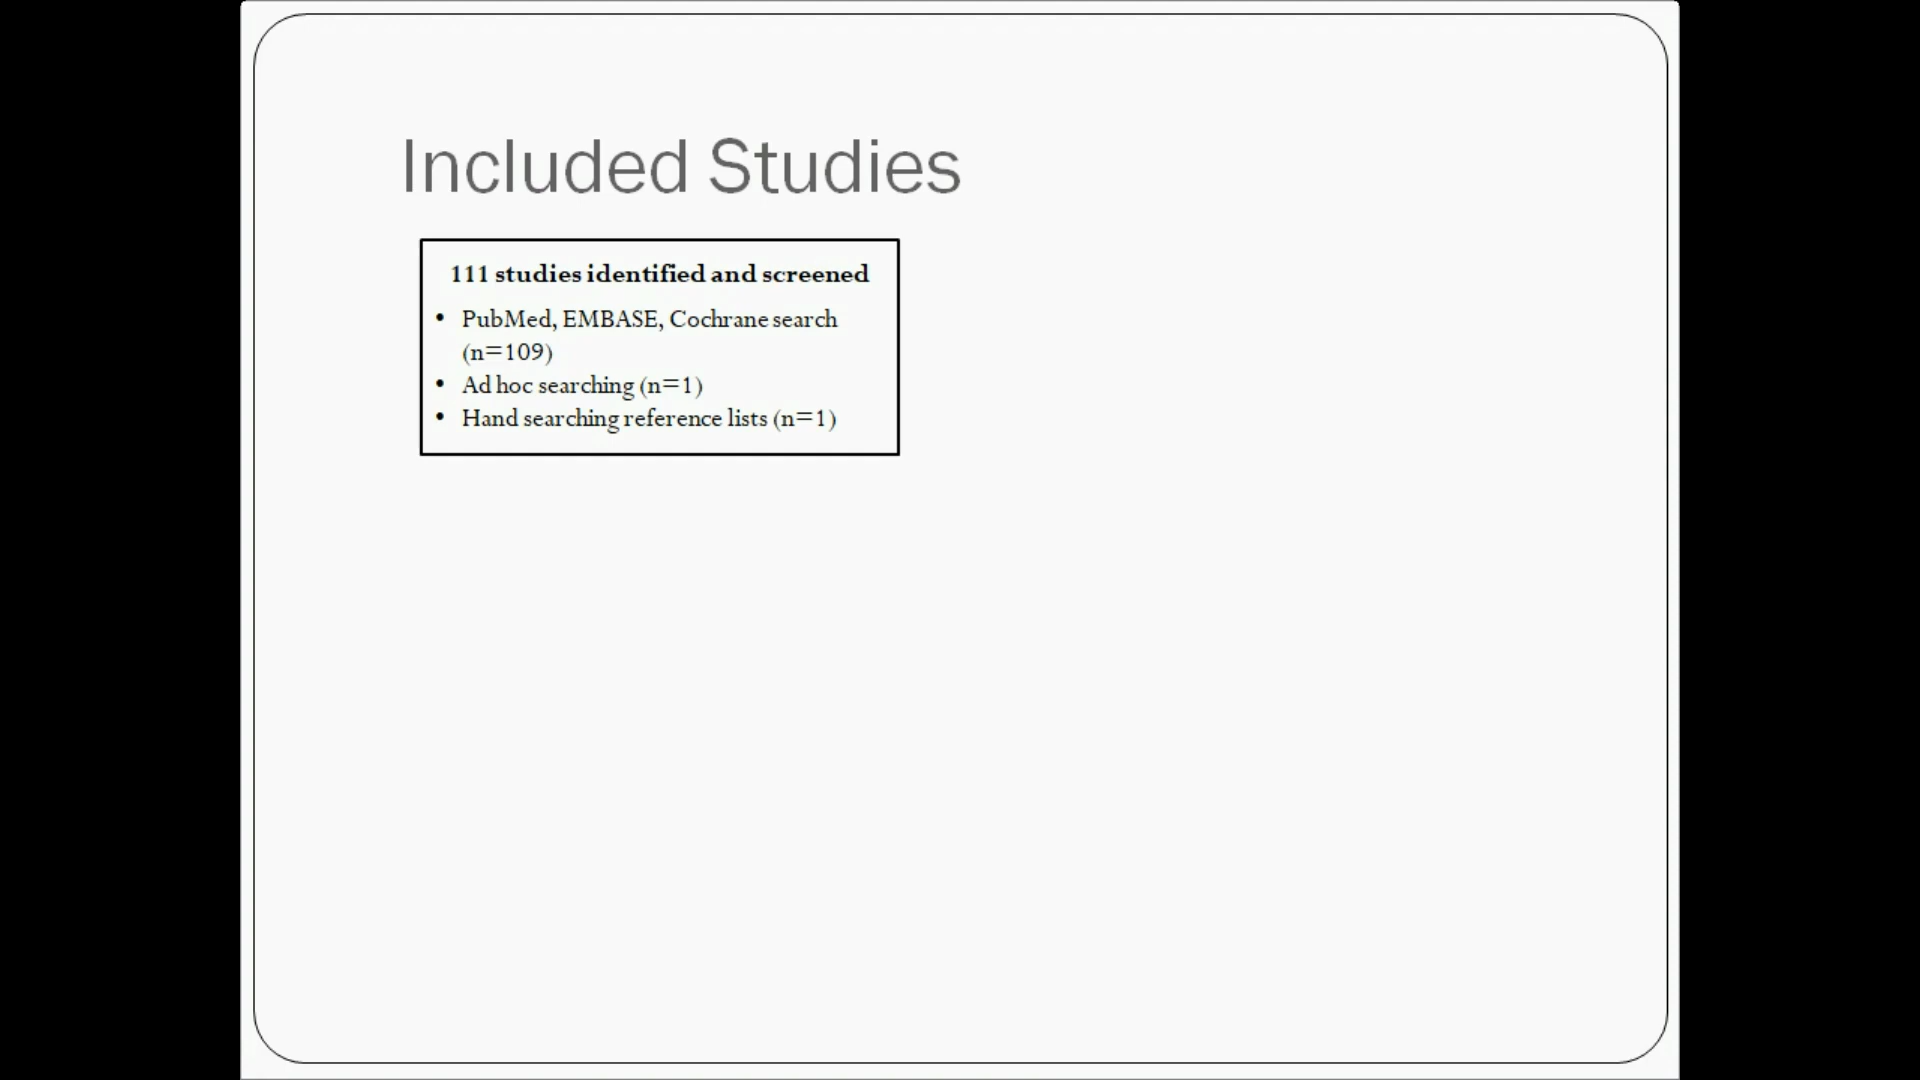 Included Studies
111 studies identified and screened
• PubMed, EMBASE, Cochrane search
(n=109)
• Ad hoc searching (n=1)
• Hand searching reference lists (n=1)